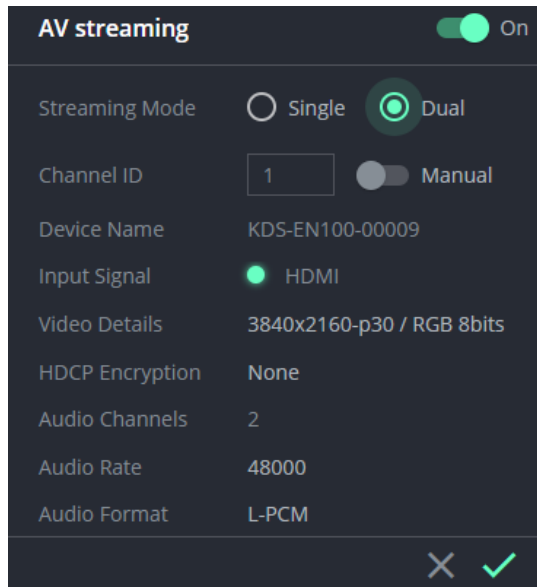 AV streaming On
Streaming Mode Single Dual
Channel ID 1 Manual
Device Name KDS-EN100-00009
Input Signal HDMI
Video Details 3840x2160-p30 / RGB 8bits
HDCP Encryption None
Audio Channels 2
Audio Rate 48000
Audio Format L-PCM